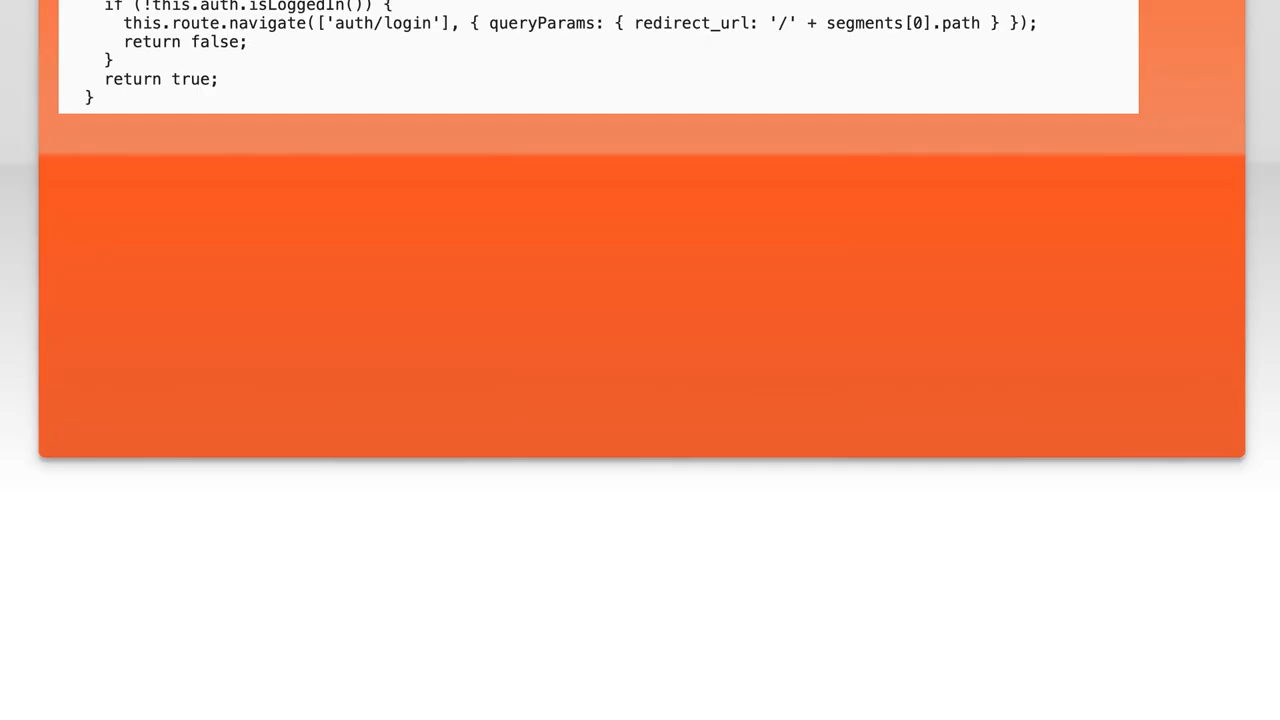 if (!this.auth.isLoggedIn()) {
this.route.navigate(['auth/login'], { queryParams: { redirect_url: '/' + segments[0].path } });
return false;
}
return true;
}